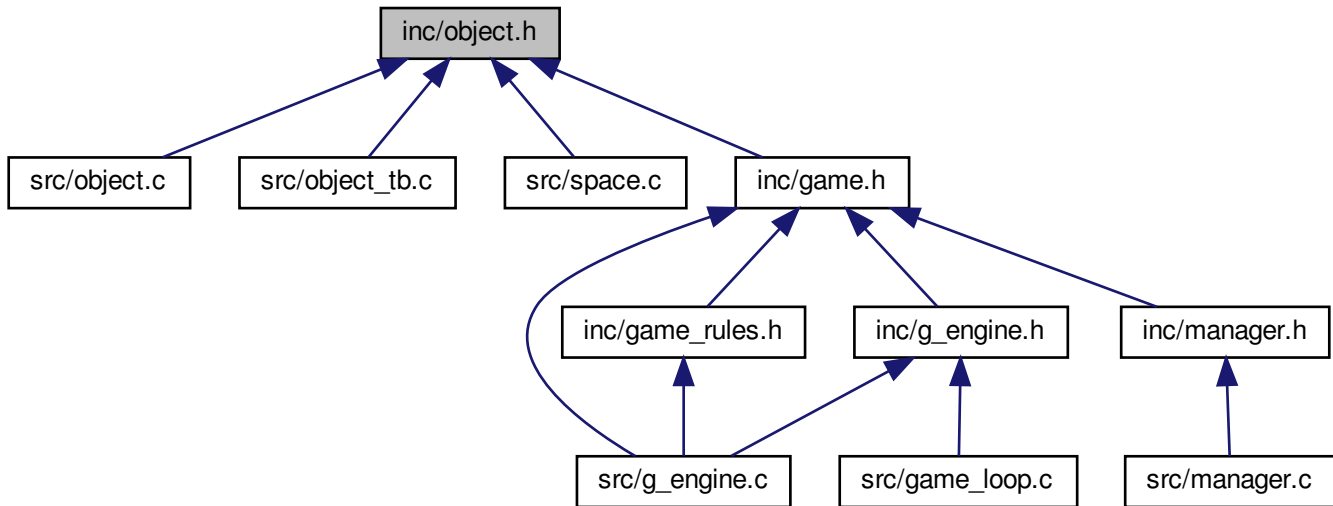 inc/object.h
src/object.c
src/object_tb.c
src/space.c
inc/game.h
inc/game_rules.h
inc/g_engine.h
inc/manager.h
src/g_engine.c
src/game_loop.c
src/manager.c